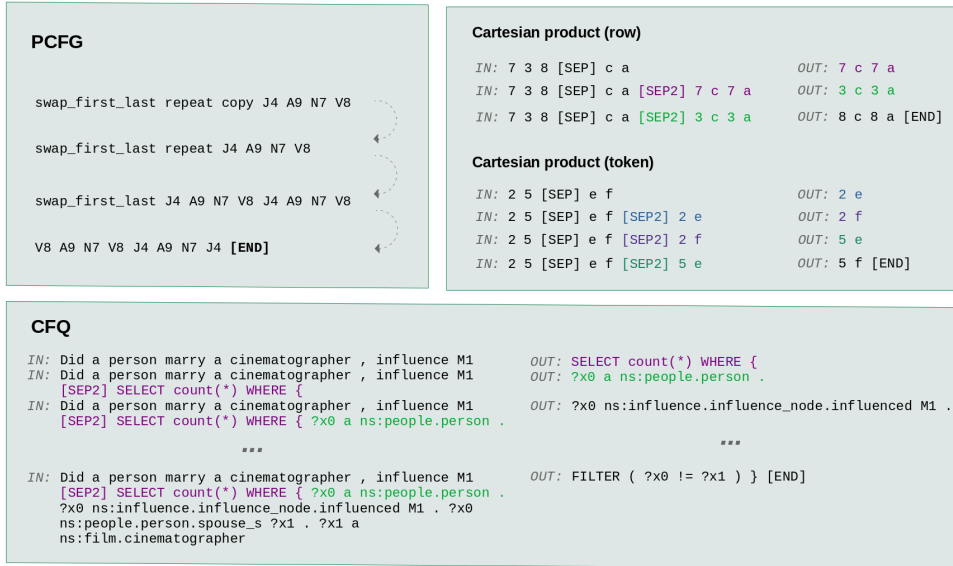 PCFG
swap_first_last repeat copy J4 A9 N7 V8
swap_first_last repeat J4 A9 N7 V8
swap_first_last J4 A9 N7 V8 J4 A9 N7 V8
V8 A9 N7 V8 J4 A9 N7 J4 [END]
Cartesian product (row)
IN: 7 3 8 [SEP] c a OUT: 7 c 7 a
IN: 7 3 8 [SEP] c a [SEP2] 7 c 7 a OUT: 3 c 3 a
IN: 7 3 8 [SEP] c a [SEP2] 3 c 3 a OUT: 8 c 8 a [END]
Cartesian product (token)
IN: 2 5 [SEP] e f OUT: 2 e
IN: 2 5 [SEP] e f [SEP2] 2 e OUT: 2 f
IN: 2 5 [SEP] e f [SEP2] 2 f OUT: 5 e
IN: 2 5 [SEP] e f [SEP2] 5 e OUT: 5 f [END]
CFQ
IN: Did a person marry a cinematographer , influence M1 OUT: SELECT count(*) WHERE {
IN: Did a person marry a cinematographer , influence M1 OUT: ?x0 a ns:people.person .
[SEP2] SELECT count(*) WHERE {
IN: Did a person marry a cinematographer , influence M1 OUT: ?x0 ns:influence.influence_node.influenced M1 .
[SEP2] SELECT count(*) WHERE { ?x0 a ns:people.person .
... ...
IN: Did a person marry a cinematographer , influence M1 OUT: FILTER ( ?x0 != ?x1 ) } [END]
[SEP2] SELECT count(*) WHERE { ?x0 a ns:people.person .
?x0 ns:influence.influence_node.influenced M1 . ?x0
ns:people.person.spouse_s ?x1 . ?x1 a
ns:film.cinematographer